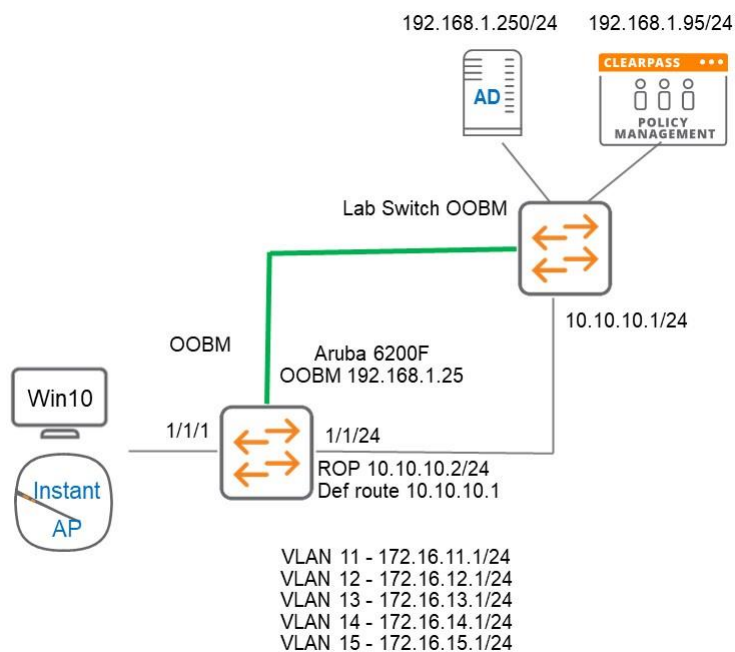 192.168.1.250/24 192.168.1.95/24
CLEARPASS
AD
POLICY
MANAGEMENT
Lab Switch OOBM
10.10.10.1/24
OOBM
Aruba 6200F
OOBM 192.168.1.25
Win10
1/1/1
1/1/24
ROP 10.10.10.2/24
Def route 10.10.10.1
Instant
AP
VLAN 11 - 172.16.11.1/24
VLAN 12 - 172.16.12.1/24
VLAN 13 - 172.16.13.1/24
VLAN 14 - 172.16.14.1/24
VLAN 15 - 172.16.15.1/24